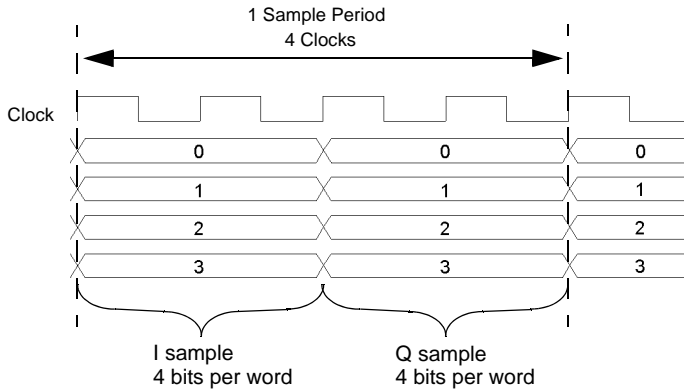 1 Sample Period
4 Clocks
Clock
0 0 0
1 1 1
2 2 2
3 3 3
I sample Q sample
4 bits per word 4 bits per word